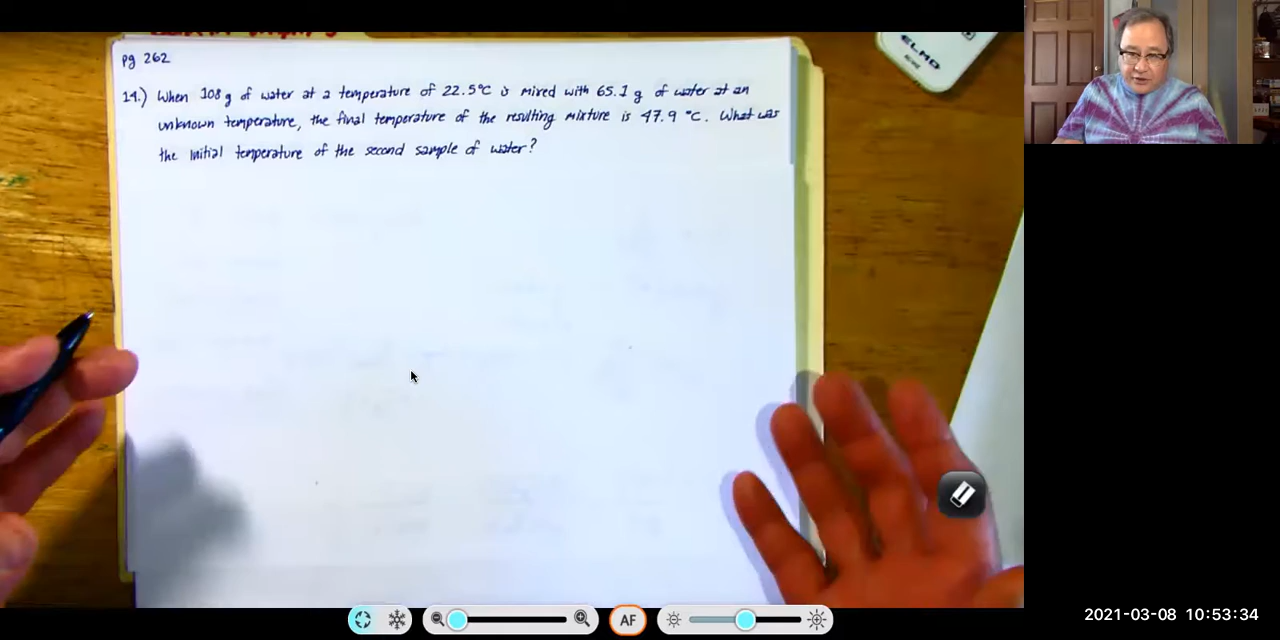 pg 262
14.) When 108 g of water at a temperature of 22.5°C is mixed with 65.1 g of water at an
unknown temperature, the final temperature of the resulting mixture is 47.9 °C. What was
the initial temperature of the second sample of water?
ELMO
AF
2021-03-08 10:53:34